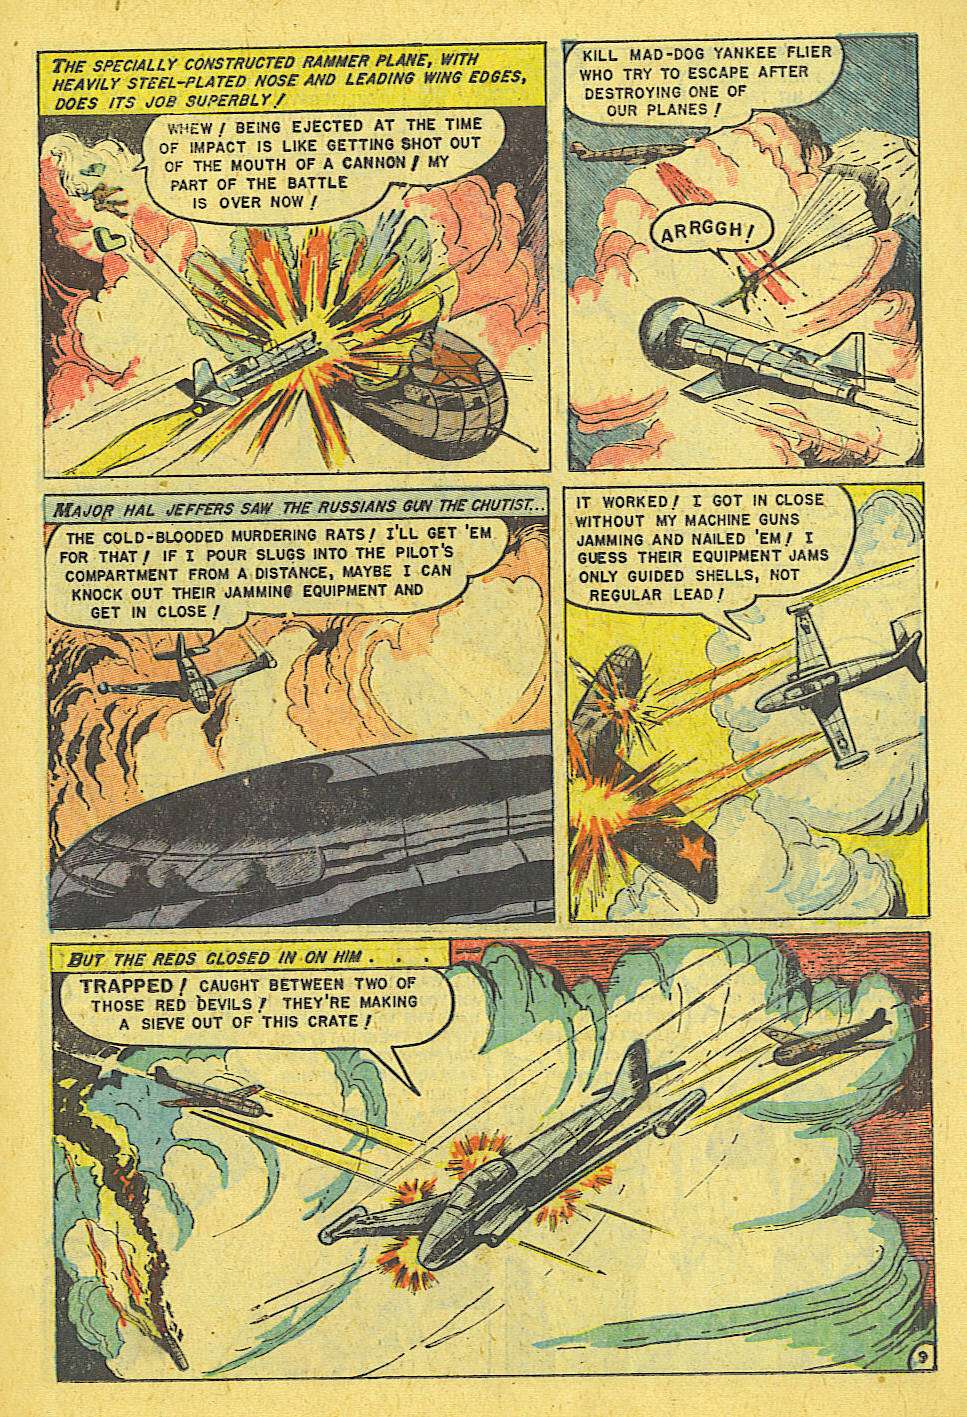 THE SPECIALLY CONSTRUCTED RAMMER PLANE, WITH
HEAVILY STEEL-PLATED NOSE AND LEADING WING EDGES,
DOES ITS JOB SUPERBLY!
WHEW! BEING EJECTED AT THE TIME
OF IMPACT IS LIKE GETTING SHOT OUT
OF THE MOUTH OF A CANNON! MY
PART OF THE BATTLE
IS OVER NOW!
KILL MAD-DOG YANKEE FLIER
WHO TRY TO ESCAPE AFTER
DESTROYING ONE OF
OUR PLANES!
ARRGGH!
MAJOR HAL JEFFERS SAW THE RUSSIANS GUN THE CHUTIST...
THE COLD-BLOODED MURDERING RATS! I'LL GET 'EM
FOR THAT! IF I POUR SLUGS INTO THE PILOT'S
COMPARTMENT FROM A DISTANCE, MAYBE I CAN
KNOCK OUT THEIR JAMMING EQUIPMENT AND
GET IN CLOSE!
IT WORKED! I GOT IN CLOSE
WITHOUT MY MACHINE GUNS
JAMMING AND NAILED 'EM! I
GUESS THEIR EQUIPMENT JAMS
ONLY GUIDED SHELLS, NOT
REGULAR LEAD!
BUT THE REDS CLOSED IN ON HIM . . .
TRAPPED! CAUGHT BETWEEN TWO OF
THOSE RED DEVILS! THEY'RE MAKING
A SIEVE OUT OF THIS CRATE!
9